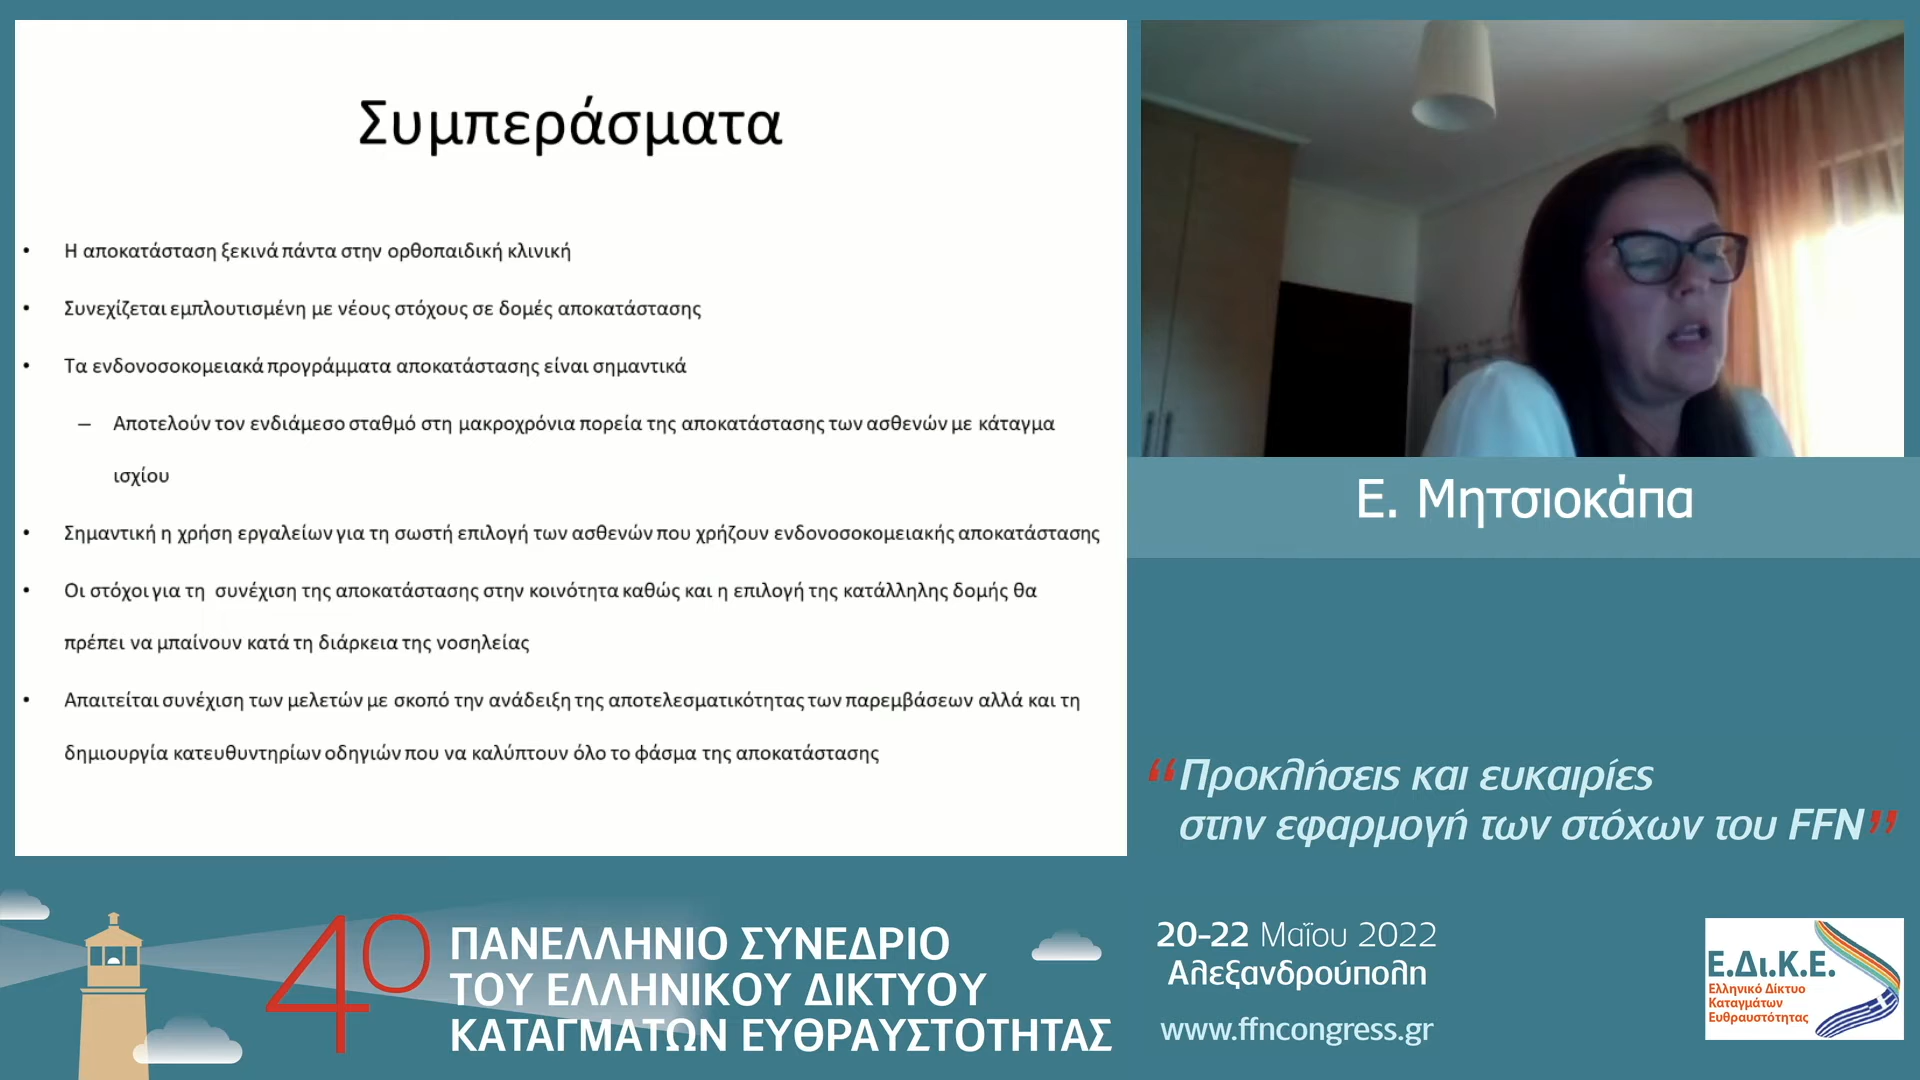 Συμπεράσματα
• Η αποκατάσταση ξεκινά πάντα στην ορθοπαιδική κλινική
• Συνεχίζεται εμπλουτισμένη με νέους στόχους σε δομές αποκατάστασης
• Τα ενδονοσοκομειακά προγράμματα αποκατάστασης είναι σημαντικά
– Αποτελούν τον ενδιάμεσο σταθμό στη μακροχρόνια πορεία της αποκατάστασης των ασθενών με κάταγμα
ισχίου
• Σημαντική η χρήση εργαλείων για τη σωστή επιλογή των ασθενών που χρήζουν ενδονοσοκομειακής αποκατάστασης
• Οι στόχοι για τη συνέχιση της αποκατάστασης στην κοινότητα καθώς και η επιλογή της κατάλληλης δομής θα
πρέπει να μπαίνουν κατά τη διάρκεια της νοσηλείας
• Απαιτείται συνέχιση των μελετών με σκοπό την ανάδειξη της αποτελεσματικότητας των παρεμβάσεων αλλά και τη
δημιουργία κατευθυντηρίων οδηγιών που να καλύπτουν όλο το φάσμα της αποκατάστασης
Ε. Μητσιοκάπα
“Προκλήσεις και ευκαιρίες
στην εφαρμογή των στόχων του FFN”
4ο
ΠΑΝΕΛΛΗΝΙΟ ΣΥΝΕΔΡΙΟ
ΤΟΥ ΕΛΛΗΝΙΚΟΥ ΔΙΚΤΥΟΥ
ΚΑΤΑΓΜΑΤΩΝ ΕΥΘΡΑΥΣΤΟΤΗΤΑΣ
20-22 Μαΐου 2022
Αλεξανδρούπολη
www.ffncongress.gr
Ε.Δι.Κ.Ε.
Ελληνικό Δίκτυο
Καταγμάτων
Ευθραυστότητας